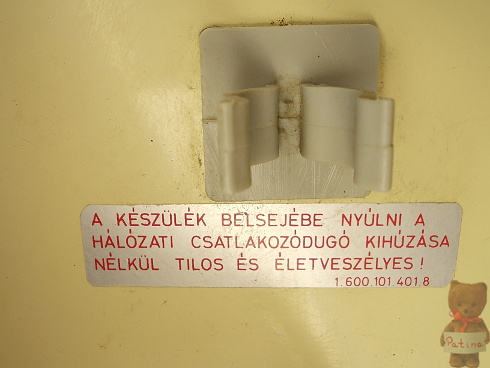 A KÉSZÜLÉK BELSEJÉBE NYÚLNI A
HÁLÓZATI CSATLAKOZÓDUGÓ KIHÚZÁSA
NÉLKÜL TILOS ÉS ÉLETVESZÉLYES!
1.600.101.401.8
Patina